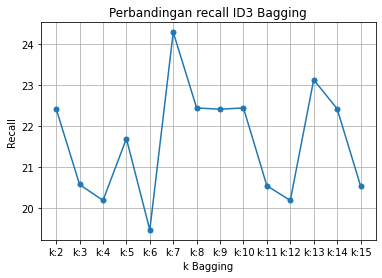 Perbandingan recall ID3 Bagging
Recall
24
23
22
21
20
k:2 k:3 k:4 k:5 k:6 k:7 k:8 k:9 k:10 k:11 k:12 k:13 k:14 k:15
k Bagging